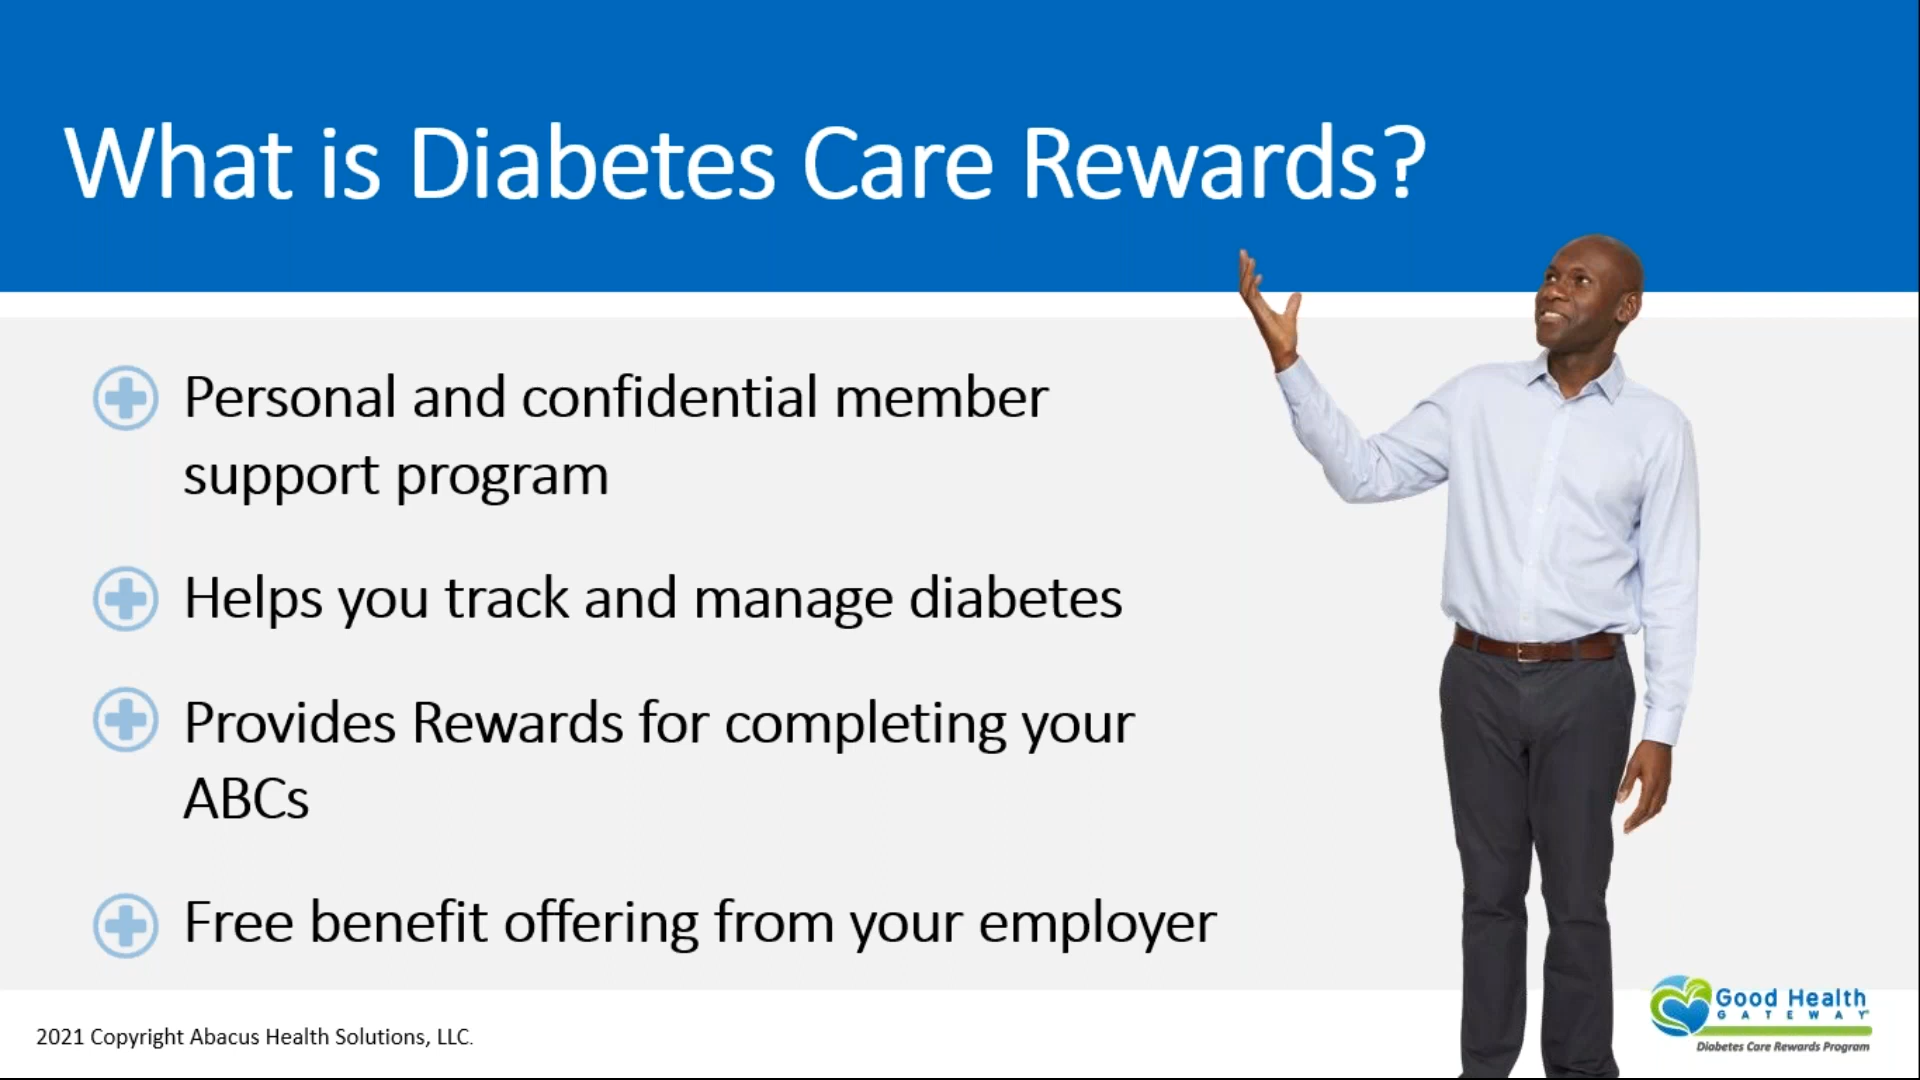 What is Diabetes Care Rewards?
Personal and confidential member
support program
Helps you track and manage diabetes
Provides Rewards for completing your
ABCs
Free benefit offering from your employer
2021 Copyright Abacus Health Solutions, LLC.
Good Health
GATEWAY
Diabetes Care Rewards Program